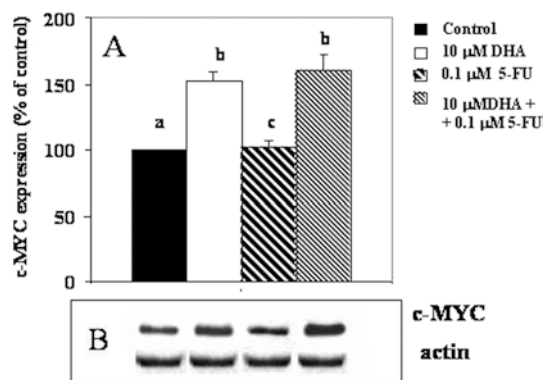 c-MYC expression (% of control)
200
150
100
50
0
A
a
b
c
b
Control
10 µM DHA
0.1 µM 5-FU
10 µMDHA +
+ 0.1 µM 5-FU
B
c-MYC
actin